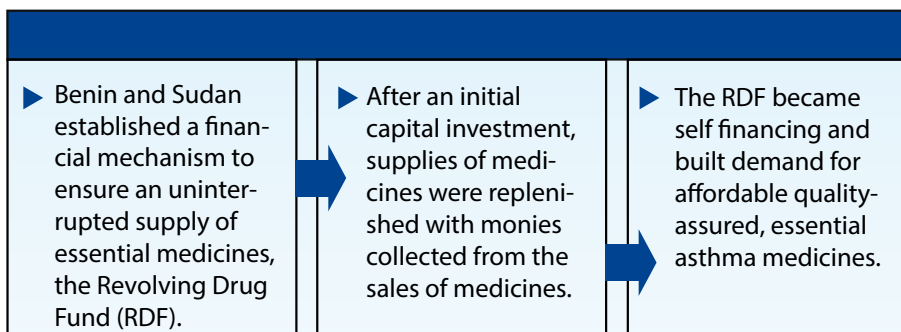 Benin and Sudan
established a finan-
cial mechanism to
ensure an uninter-
rupted supply of
essential medicines,
the Revolving Drug
Fund (RDF).
After an initial
capital investment,
supplies of medi-
cines were repleni-
shed with monies
collected from the
sales of medicines.
The RDF became
self financing and
built demand for
affordable quality-
assured, essential
asthma medicines.